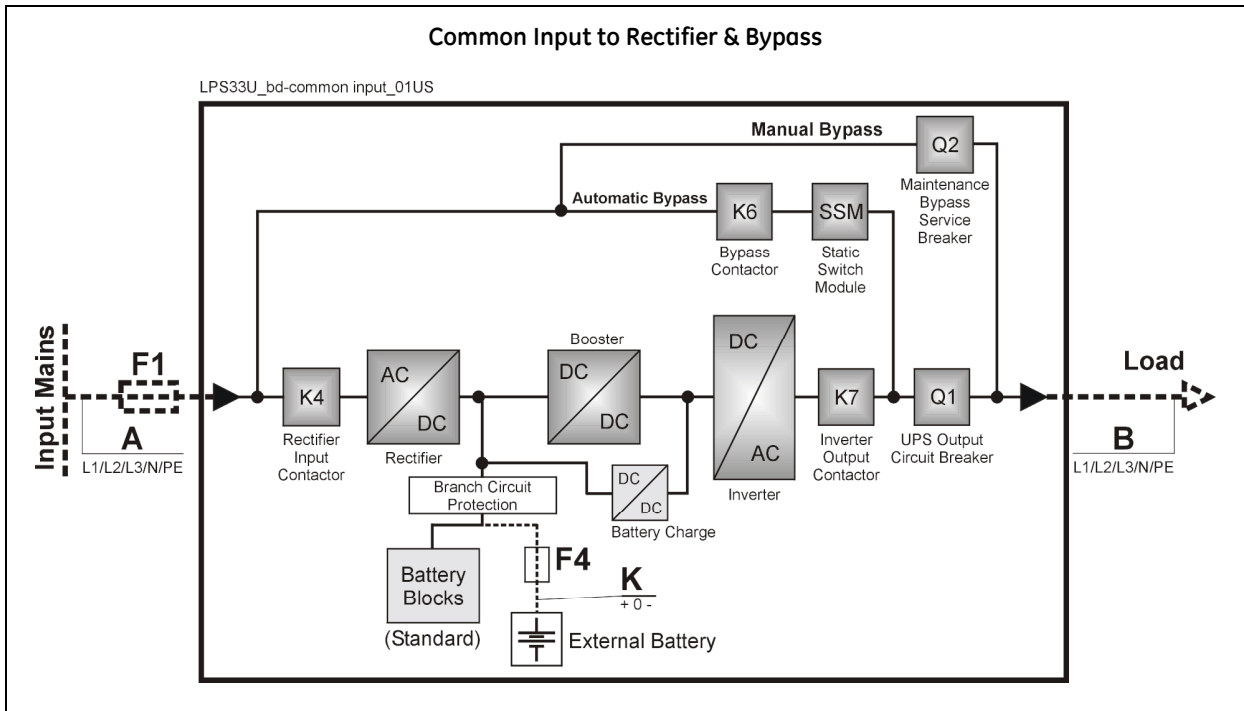 Common Input to Rectifier & Bypass
LPS33U_bd-common input_01US
Manual Bypass
Q2
Maintenance
Bypass
Service
Breaker
Automatic Bypass
K6
Bypass
Contactor
SSM
Static
Switch
Module
Input Mains
F1
A
L1/L2/L3/N/PE
K4
Rectifier
Input
Contactor
AC
DC
Rectifier
Booster
DC
DC
DC
AC
Inverter
K7
Inverter
Output
Contactor
Q1
UPS Output
Circuit Breaker
Load
B
L1/L2/L3/N/PE
Branch Circuit
Protection
DC
DC
Battery Charge
Battery
Blocks
(Standard)
F4
K
+ 0 -
External Battery